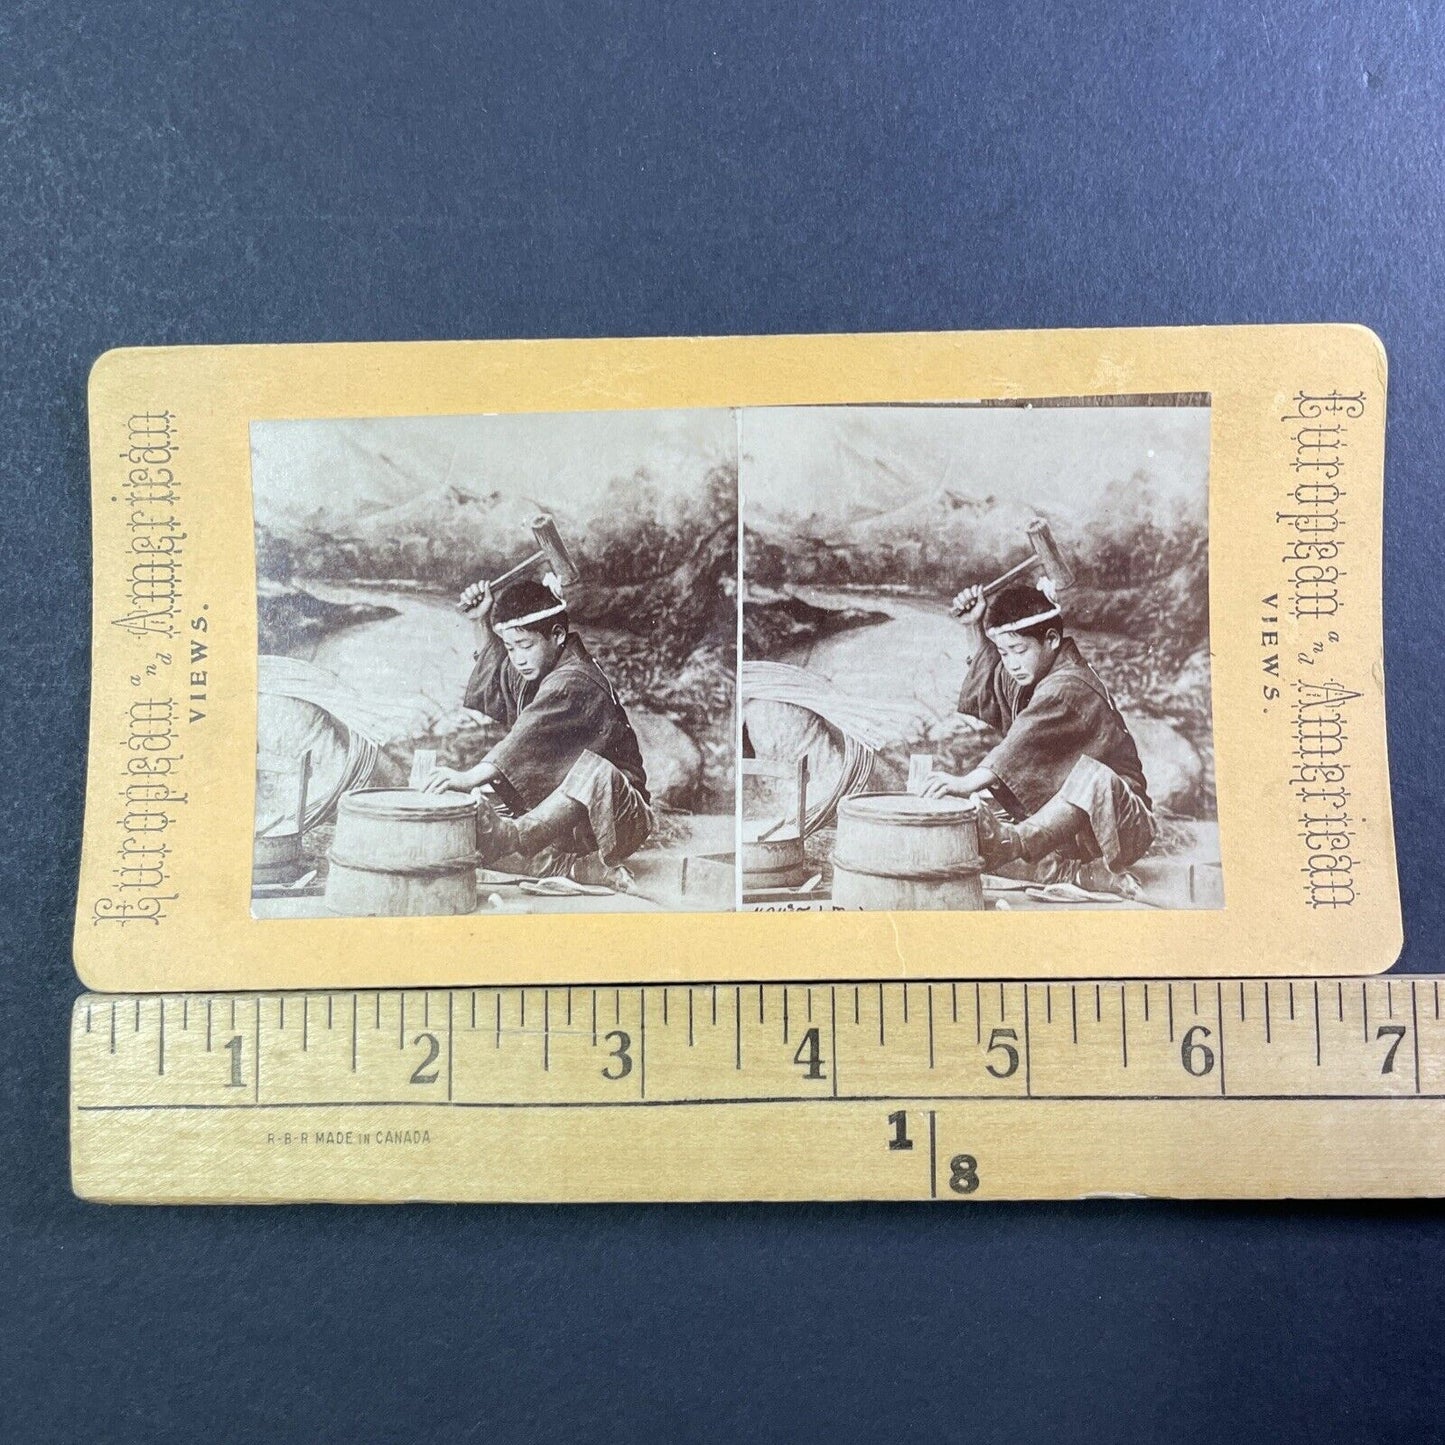 European and American
VIEWS.
European and American
VIEWS.
1 2 3 4 5 6 7
R-B-R MADE IN CANADA
1
8